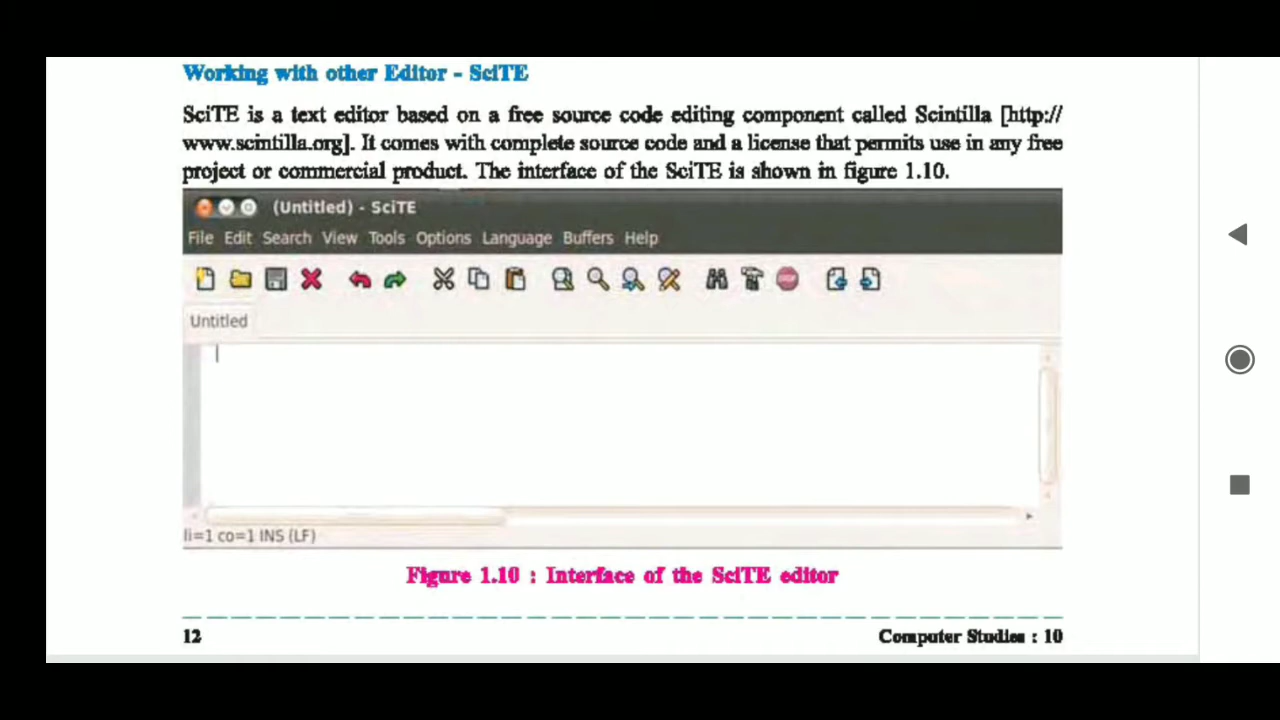 Working with other Editor - SciTE
SciTE is a text editor based on a free source code editing component called Scintilla [http://
www.scintilla.org]. It comes with complete source code and a license that permits use in any free
project or commercial product. The interface of the SciTE is shown in figure 1.10.
(Untitled) - SciTE
File Edit Search View Tools Options Language Buffers Help
STOP
Untitled
li=1 co=1 INS (LF)
Figure 1.10 : Interface of the SciTE editor
12 Computer Studies : 10